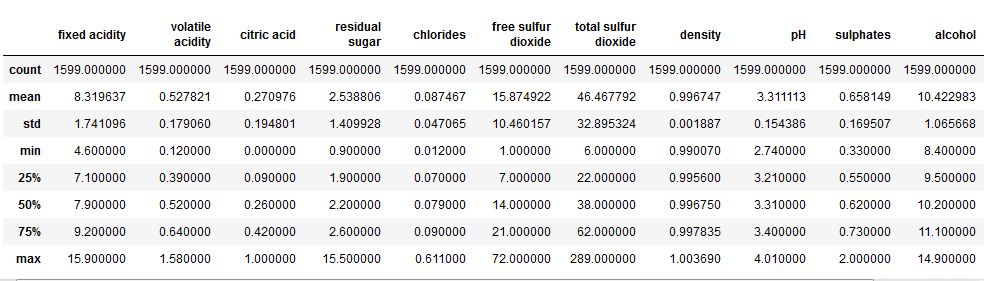 fixed acidity volatile acidity citric acid residual sugar chlorides free sulfur dioxide total sulfur dioxide density pH sulphates alcohol
count 1599.000000 1599.000000 1599.000000 1599.000000 1599.000000 1599.000000 1599.000000 1599.000000 1599.000000 1599.000000 1599.000000
mean 8.319637 0.527821 0.270976 2.538806 0.087467 15.874922 46.467792 0.996747 3.311113 0.658149 10.422983
std 1.741096 0.179060 0.194801 1.409928 0.047065 10.460157 32.895324 0.001887 0.154386 0.169507 1.065668
min 4.600000 0.120000 0.000000 0.900000 0.012000 1.000000 6.000000 0.990070 2.740000 0.330000 8.400000
25% 7.100000 0.390000 0.090000 1.900000 0.070000 7.000000 22.000000 0.995600 3.210000 0.550000 9.500000
50% 7.900000 0.520000 0.260000 2.200000 0.079000 14.000000 38.000000 0.996750 3.310000 0.620000 10.200000
75% 9.200000 0.640000 0.420000 2.600000 0.090000 21.000000 62.000000 0.997835 3.400000 0.730000 11.100000
max 15.900000 1.580000 1.000000 15.500000 0.611000 72.000000 289.000000 1.003690 4.010000 2.000000 14.900000